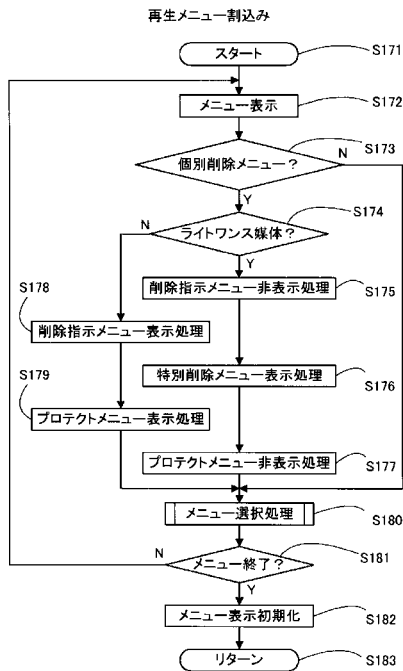 再生メニュー割込み
スタート
S171
メニュー表示
S172
個別削除メニュー?
S173
N
Y
ライトワンス媒体?
S174
N
Y
削除指示メニュー非表示処理
S175
S178
削除指示メニュー表示処理
特別削除メニュー表示処理
S176
S179
プロテクトメニュー表示処理
プロテクトメニュー非表示処理
S177
メニュー選択処理
S180
メニュー終了?
S181
N
Y
メニュー表示初期化
S182
リターン
S183